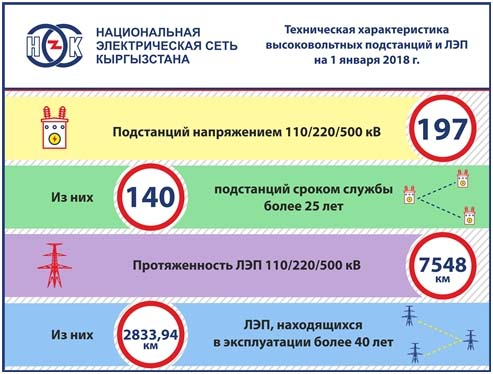 НЭСК
НАЦИОНАЛЬНАЯ
ЭЛЕКТРИЧЕСКАЯ СЕТЬ
КЫРГЫЗСТАНА
Техническая характеристика
высоковольтных подстанций и ЛЭП
на 1 января 2018 г.
Подстанций напряжением 110/220/500 кВ
197
Из них
140
подстанций сроком службы
более 25 лет
Протяженность ЛЭП 110/220/500 кВ
7548
км
Из них
2833,94
км
ЛЭП, находящихся
в эксплуатации более 40 лет